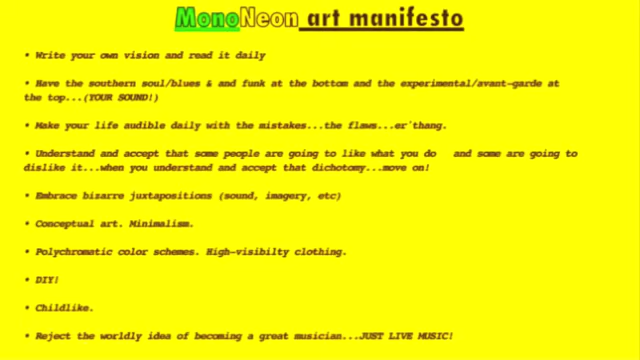 MonoNeon art manifesto
• Write your own vision and read it daily
• Have the southern soul/blues & and funk at the bottom and the experimental/avant-garde at
the top...(YOUR SOUND!)
• Make your life audible daily with the mistakes...the flaws...er'thang.
• Understand and accept that some people are going to like what you do and some are going to
dislike it...when you understand and accept that dichotomy...move on!
• Embrace bizarre juxtapositions (sound, imagery, etc)
• Conceptual art. Minimalism.
• Polychromatic color schemes. High-visibilty clothing.
• DIY!
• Childlike.
• Reject the worldly idea of becoming a great musician...JUST LIVE MUSIC!